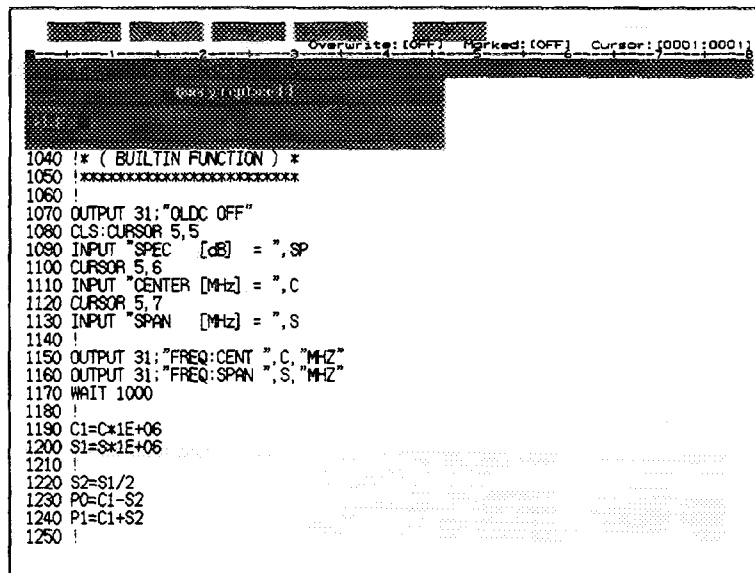 Overwrite:[OFF] Marked:[OFF] Cursor:[0001:0001]
1040 !* ( BUILTIN FUNCTION ) *
1050 !*************************
1060 !
1070 OUTPUT 31;"OLDC OFF"
1080 CLS:CURSOR 5,5
1090 INPUT "SPEC   [dB]  = ",SP
1100 CURSOR 5,6
1110 INPUT "CENTER [MHz] = ",C
1120 CURSOR 5,7
1130 INPUT "SPAN   [MHz] = ",S
1140 !
1150 OUTPUT 31;"FREQ:CENT ",C,"MHZ"
1160 OUTPUT 31;"FREQ:SPAN ",S,"MHZ"
1170 WAIT 1000
1180 !
1190 C1=C*1E+06
1200 S1=S*1E+06
1210 !
1220 S2=S1/2
1230 P0=C1-S2
1240 P1=C1+S2
1250 !